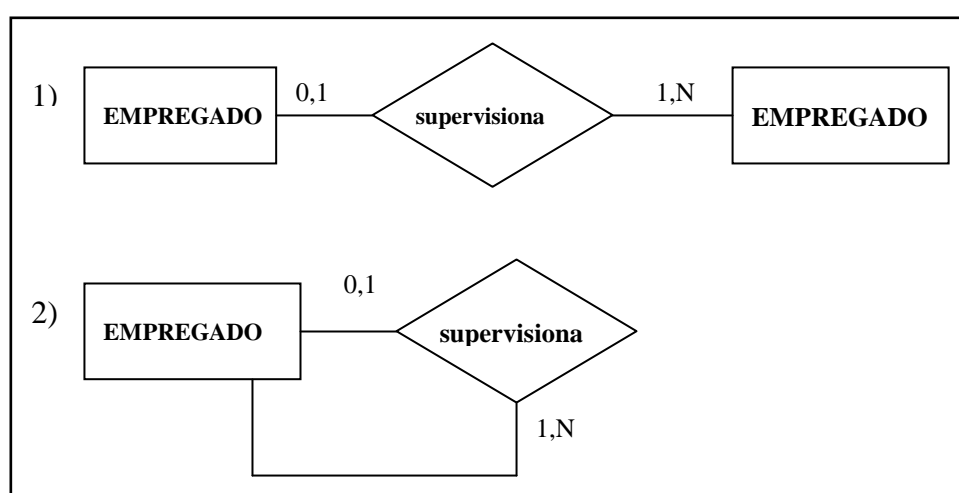 1) EMPREGADO 0,1 supervisiona 1,N EMPREGADO
2) EMPREGADO 0,1 supervisiona
1,N